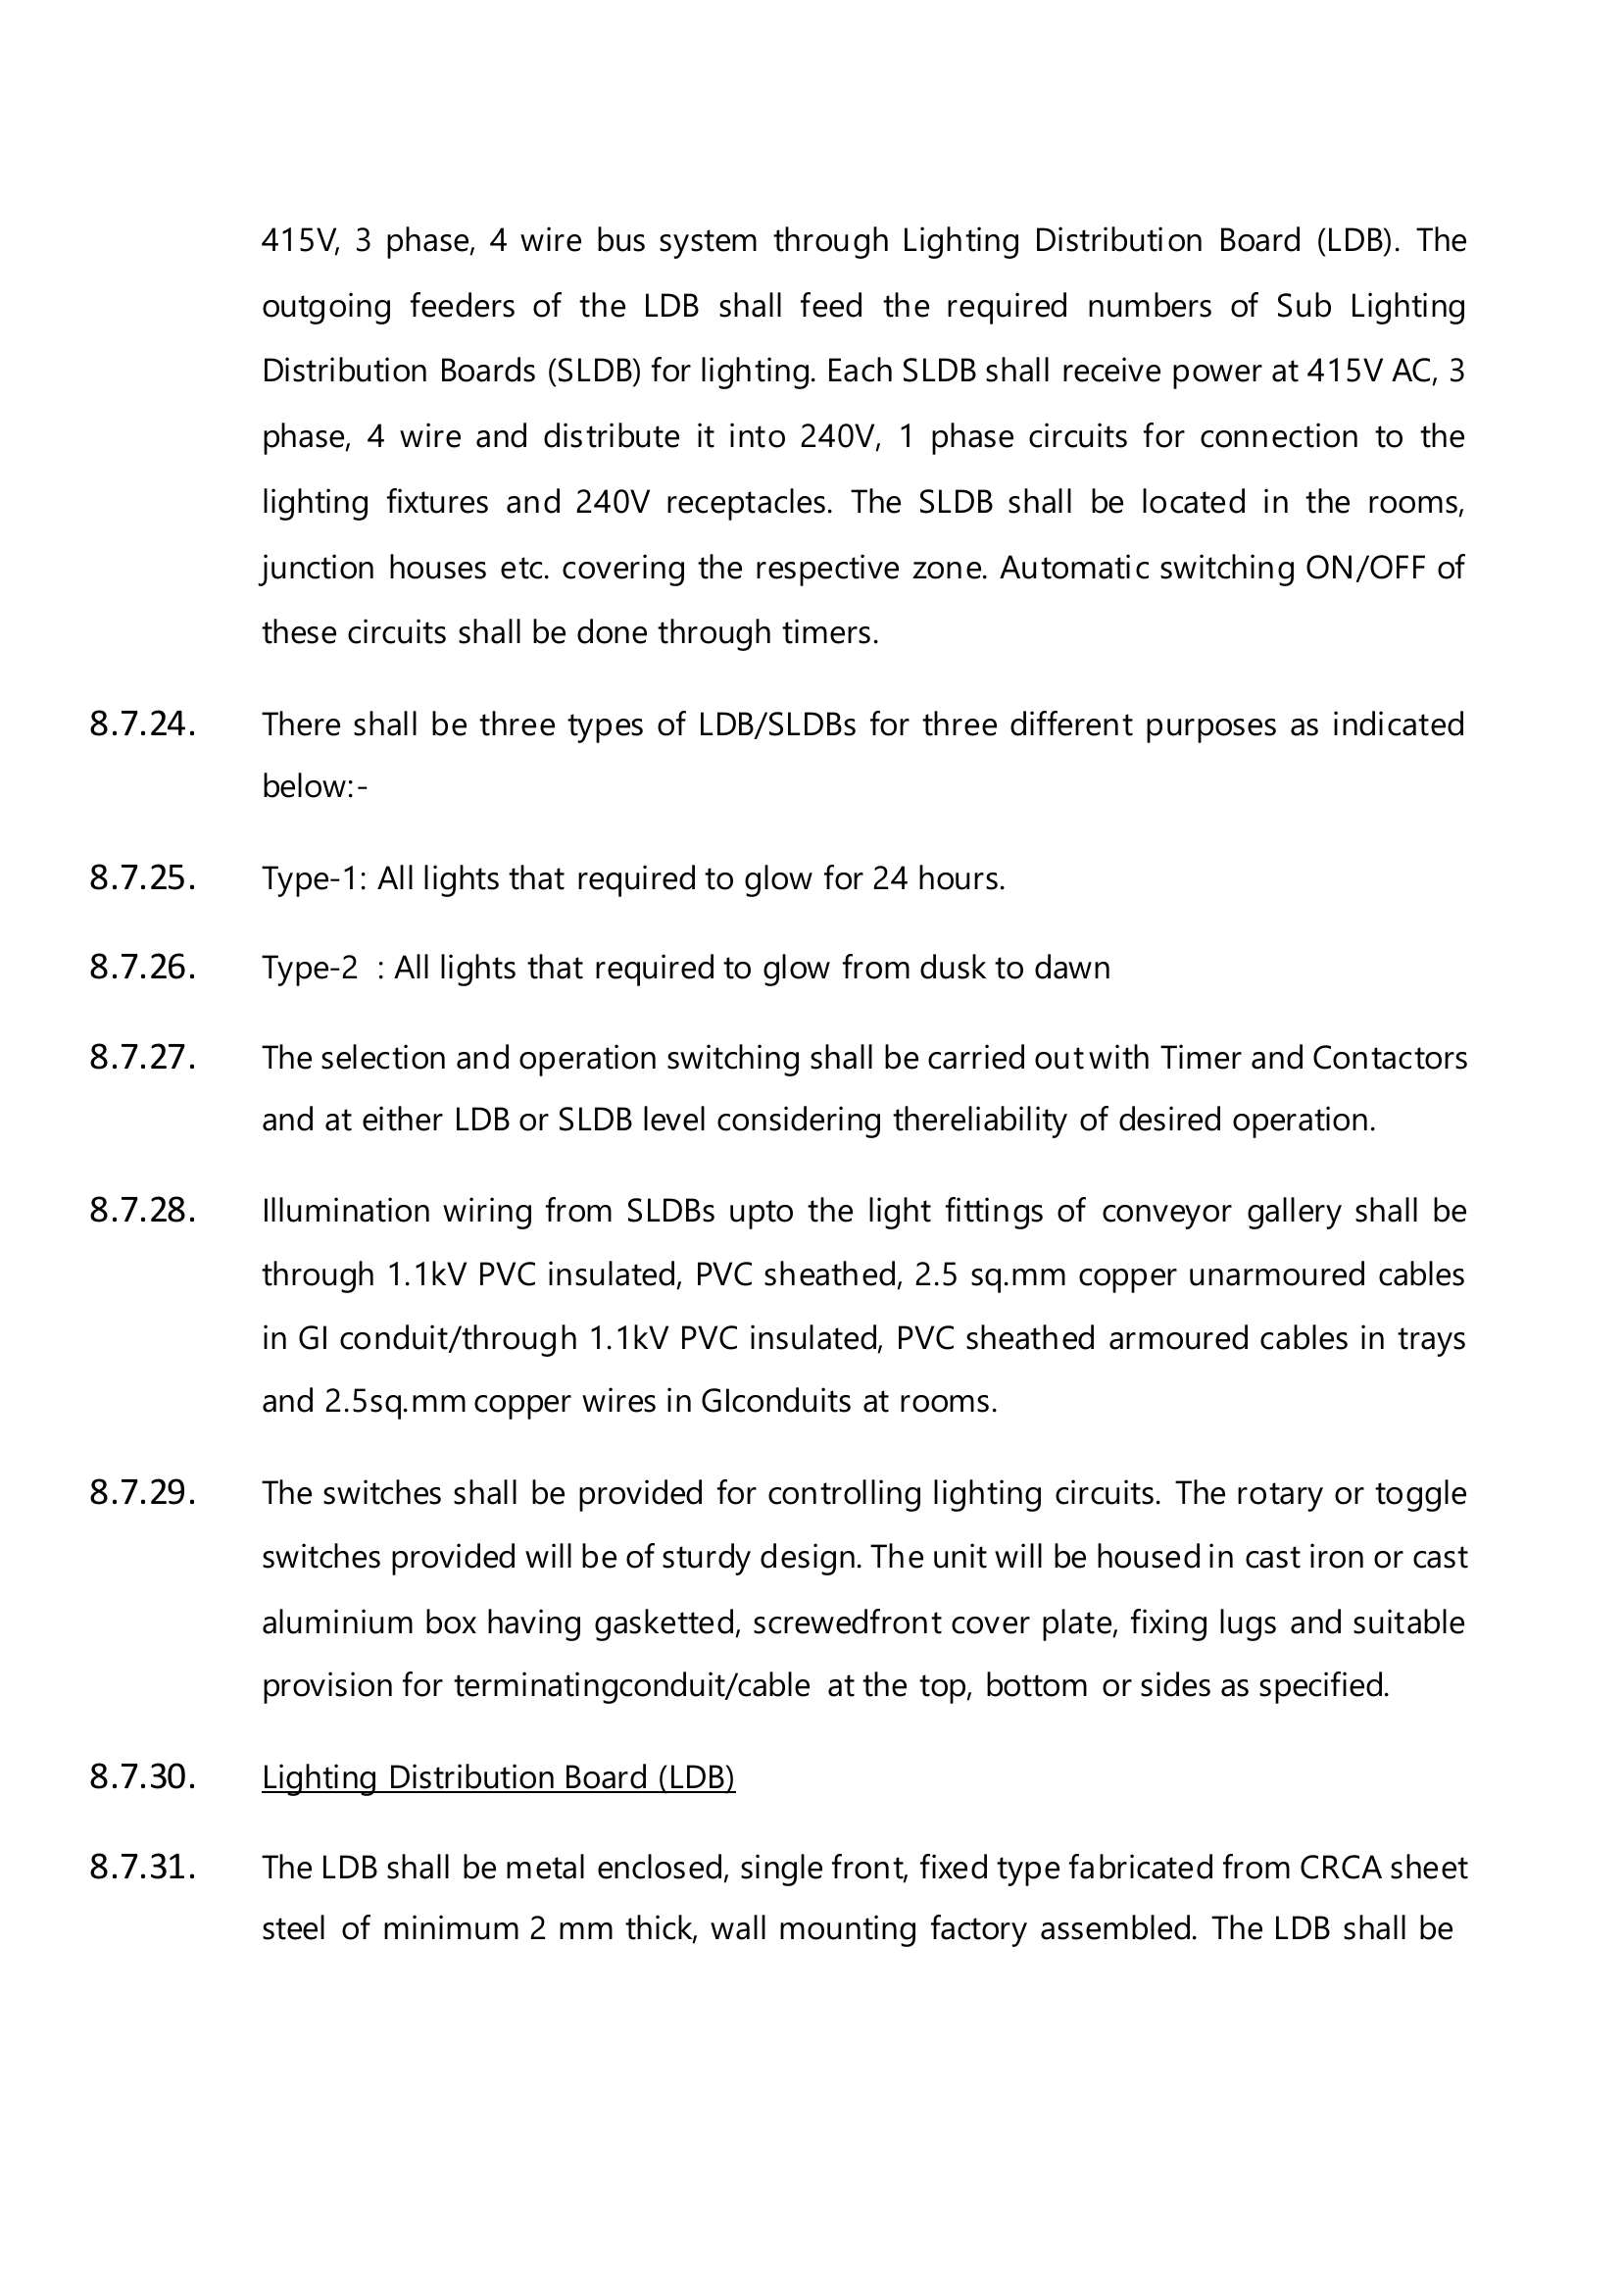 415V, 3 phase, 4 wire bus system through Lighting Distribution Board (LDB). The
outgoing feeders of the LDB shall feed the required numbers of Sub Lighting
Distribution Boards (SLDB) for lighting. Each SLDB shall receive power at 415V AC, 3
phase, 4 wire and distribute it into 240V, 1 phase circuits for connection to the
lighting fixtures and 240V receptacles. The SLDB shall be located in the rooms,
junction houses etc. covering the respective zone. Automatic switching ON/OFF of
these circuits shall be done through timers.
8.7.24. There shall be three types of LDB/SLDBs for three different purposes as indicated
below:-
8.7.25. Type-1: All lights that required to glow for 24 hours.
8.7.26. Type-2 : All lights that required to glow from dusk to dawn
8.7.27. The selection and operation switching shall be carried out with Timer and Contactors
and at either LDB or SLDB level considering thereliability of desired operation.
8.7.28. Illumination wiring from SLDBs upto the light fittings of conveyor gallery shall be
through 1.1kV PVC insulated, PVC sheathed, 2.5 sq.mm copper unarmoured cables
in GI conduit/through 1.1kV PVC insulated, PVC sheathed armoured cables in trays
and 2.5sq.mm copper wires in GIconduits at rooms.
8.7.29. The switches shall be provided for controlling lighting circuits. The rotary or toggle
switches provided will be of sturdy design. The unit will be housed in cast iron or cast
aluminium box having gasketted, screwedfront cover plate, fixing lugs and suitable
provision for terminatingconduit/cable at the top, bottom or sides as specified.
8.7.30. Lighting Distribution Board (LDB)
8.7.31. The LDB shall be metal enclosed, single front, fixed type fabricated from CRCA sheet
steel of minimum 2 mm thick, wall mounting factory assembled. The LDB shall be